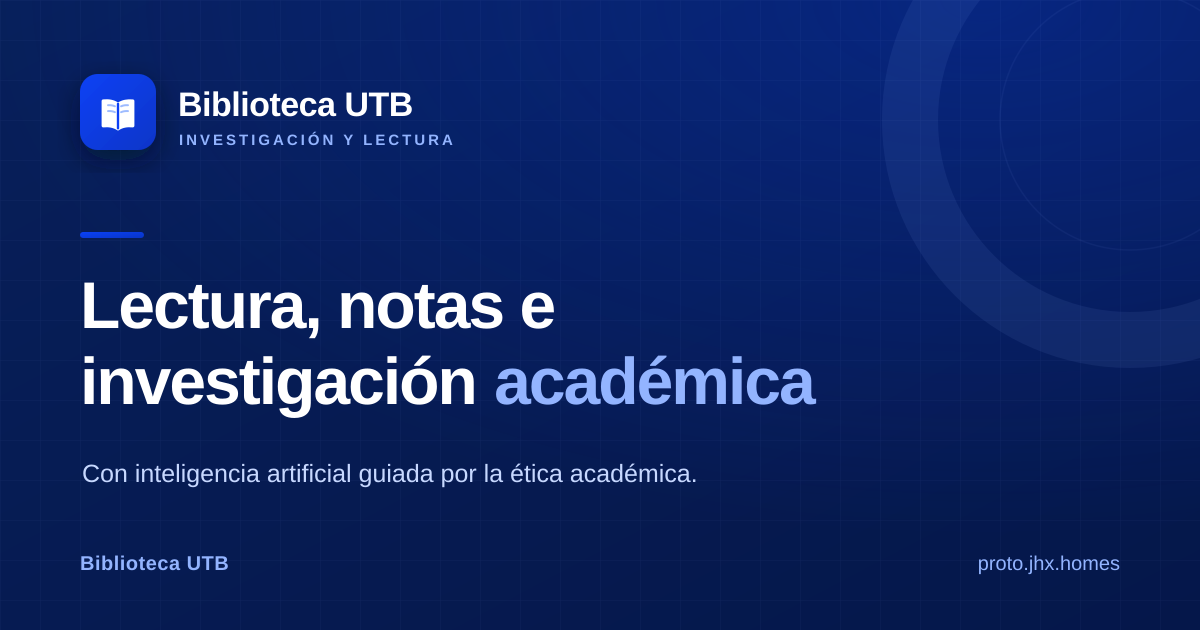 Biblioteca UTB
INVESTIGACIÓN Y LECTURA
Lectura, notas e
investigación académica
Con inteligencia artificial guiada por la ética académica.
Biblioteca UTB
proto.jhx.homes